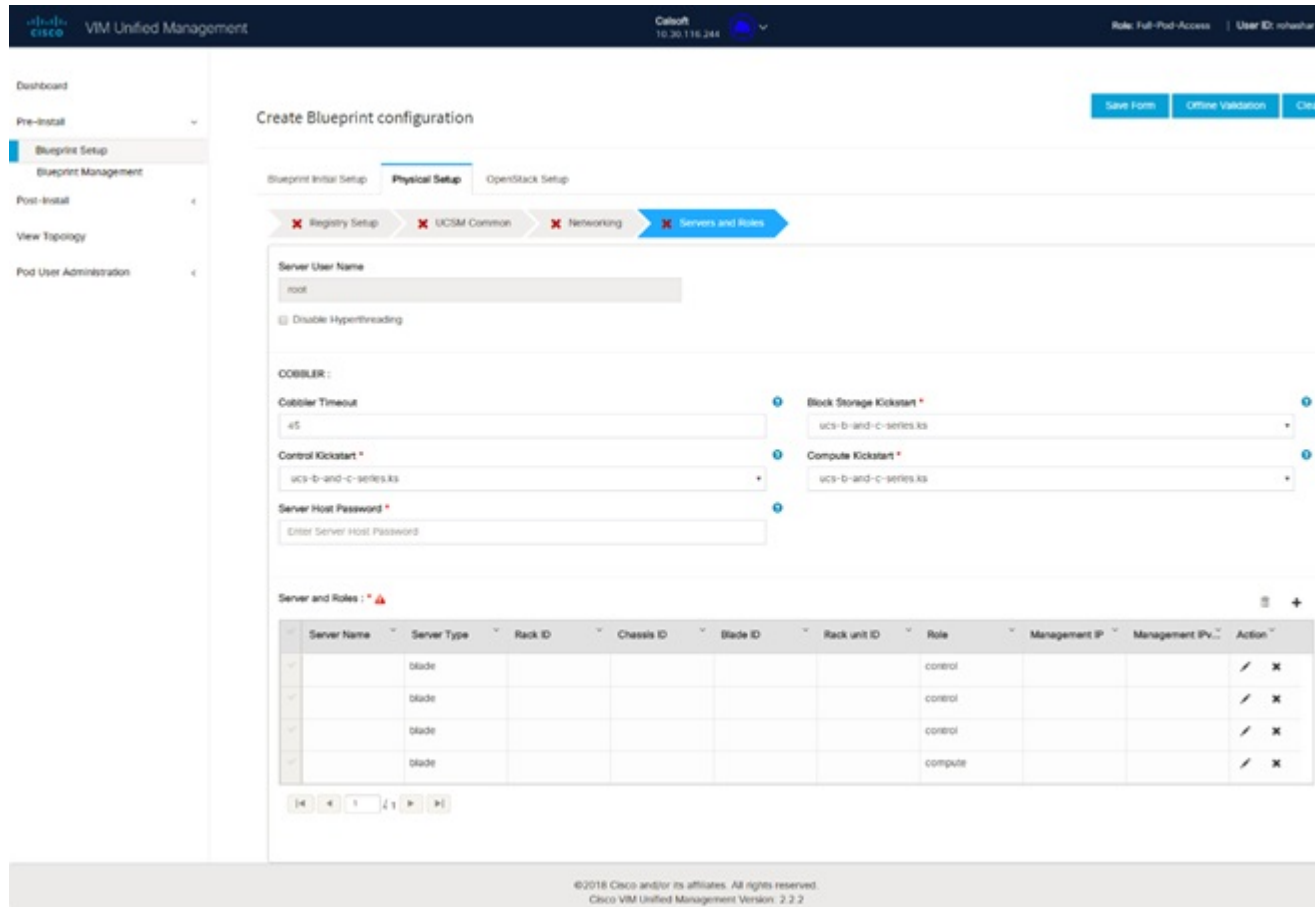 CISCO VIM Unified Management
Calsoft
10.30.116.244
Role: Full-Pod-Access | User ID: rohashar
Dashboard
Pre-Install
Blueprint Setup
Blueprint Management
Post-Install
View Topology
Pod User Administration
Create Blueprint configuration
Save Form Offline Validation Clea
Blueprint Initial Setup Physical Setup OpenStack Setup
Registry Setup UCSM Common Networking Servers and Roles
Server User Name
root
Disable Hyperthreading
COBBLER :
Cobbler Timeout
45
Block Storage Kickstart *
ucs-b-and-c-series.ks
Control Kickstart *
ucs-b-and-c-series.ks
Compute Kickstart *
ucs-b-and-c-series.ks
Server Host Password *
Enter Server Host Password
Server and Roles : *
Server Name Server Type Rack ID Chassis ID Blade ID Rack unit ID Role Management IP Management IPv... Action
blade control
blade control
blade control
blade compute
1 / 1
©2018 Cisco and/or its affiliates. All rights reserved.
Cisco VIM Unified Management Version: 2.2.2